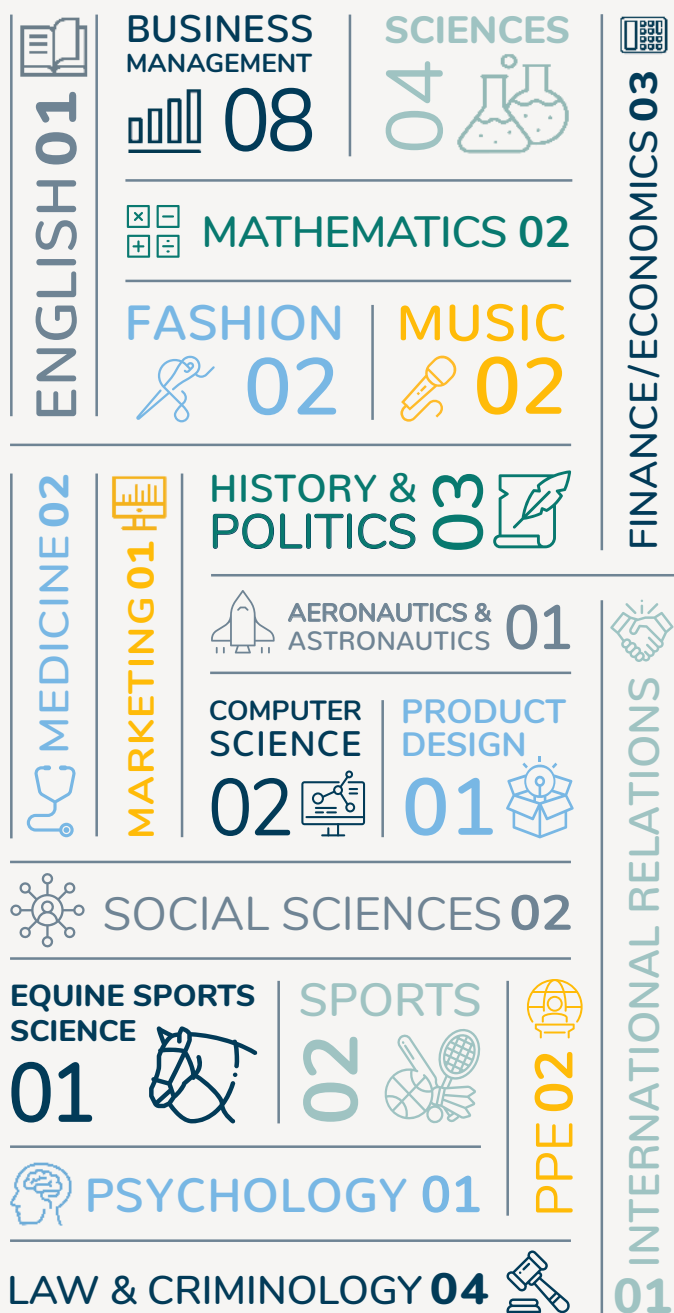 ENGLISH 01
BUSINESS
MANAGEMENT
08
SCIENCES
04
FINANCE/ECONOMICS 03
MATHEMATICS 02
FASHION
02
MUSIC
02
MEDICINE 02
MARKETING 01
HISTORY &
POLITICS
03
AERONAUTICS &
ASTRONAUTICS
01
COMPUTER
SCIENCE
02
PRODUCT
DESIGN
01
INTERNATIONAL RELATIONS
01
SOCIAL SCIENCES 02
EQUINE SPORTS
SCIENCE
01
SPORTS
02
PPE 02
PSYCHOLOGY 01
LAW & CRIMINOLOGY 04